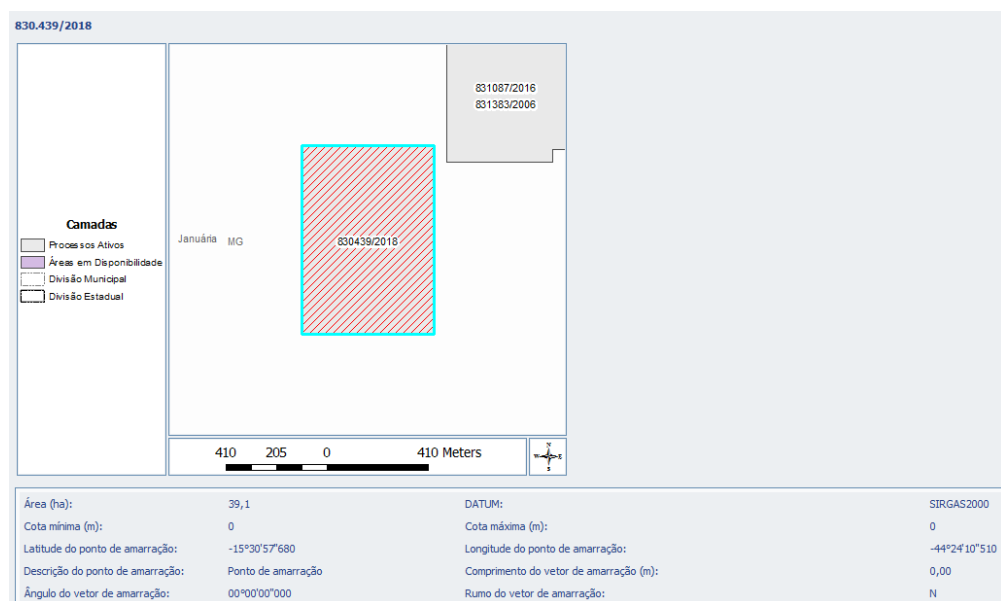 830.439/2018
831087/2016
831383/2006
Camadas
Processos Ativos
Áreas em Disponibilidade
Divisão Municipal
Divisão Estadual
Januária MG
830439/2018
410 205 0 410 Meters
N
W E
S
Área (ha): 39,1 DATUM: SIRGAS2000
Cota mínima (m): 0 Cota máxima (m): 0
Latitude do ponto de amarração: -15°30'57"680 Longitude do ponto de amarração: -44°24'10"510
Descrição do ponto de amarração: Ponto de amarração Comprimento do vetor de amarração (m): 0,00
Ângulo do vetor de amarração: 00°00'00"000 Rumo do vetor de amarração: N